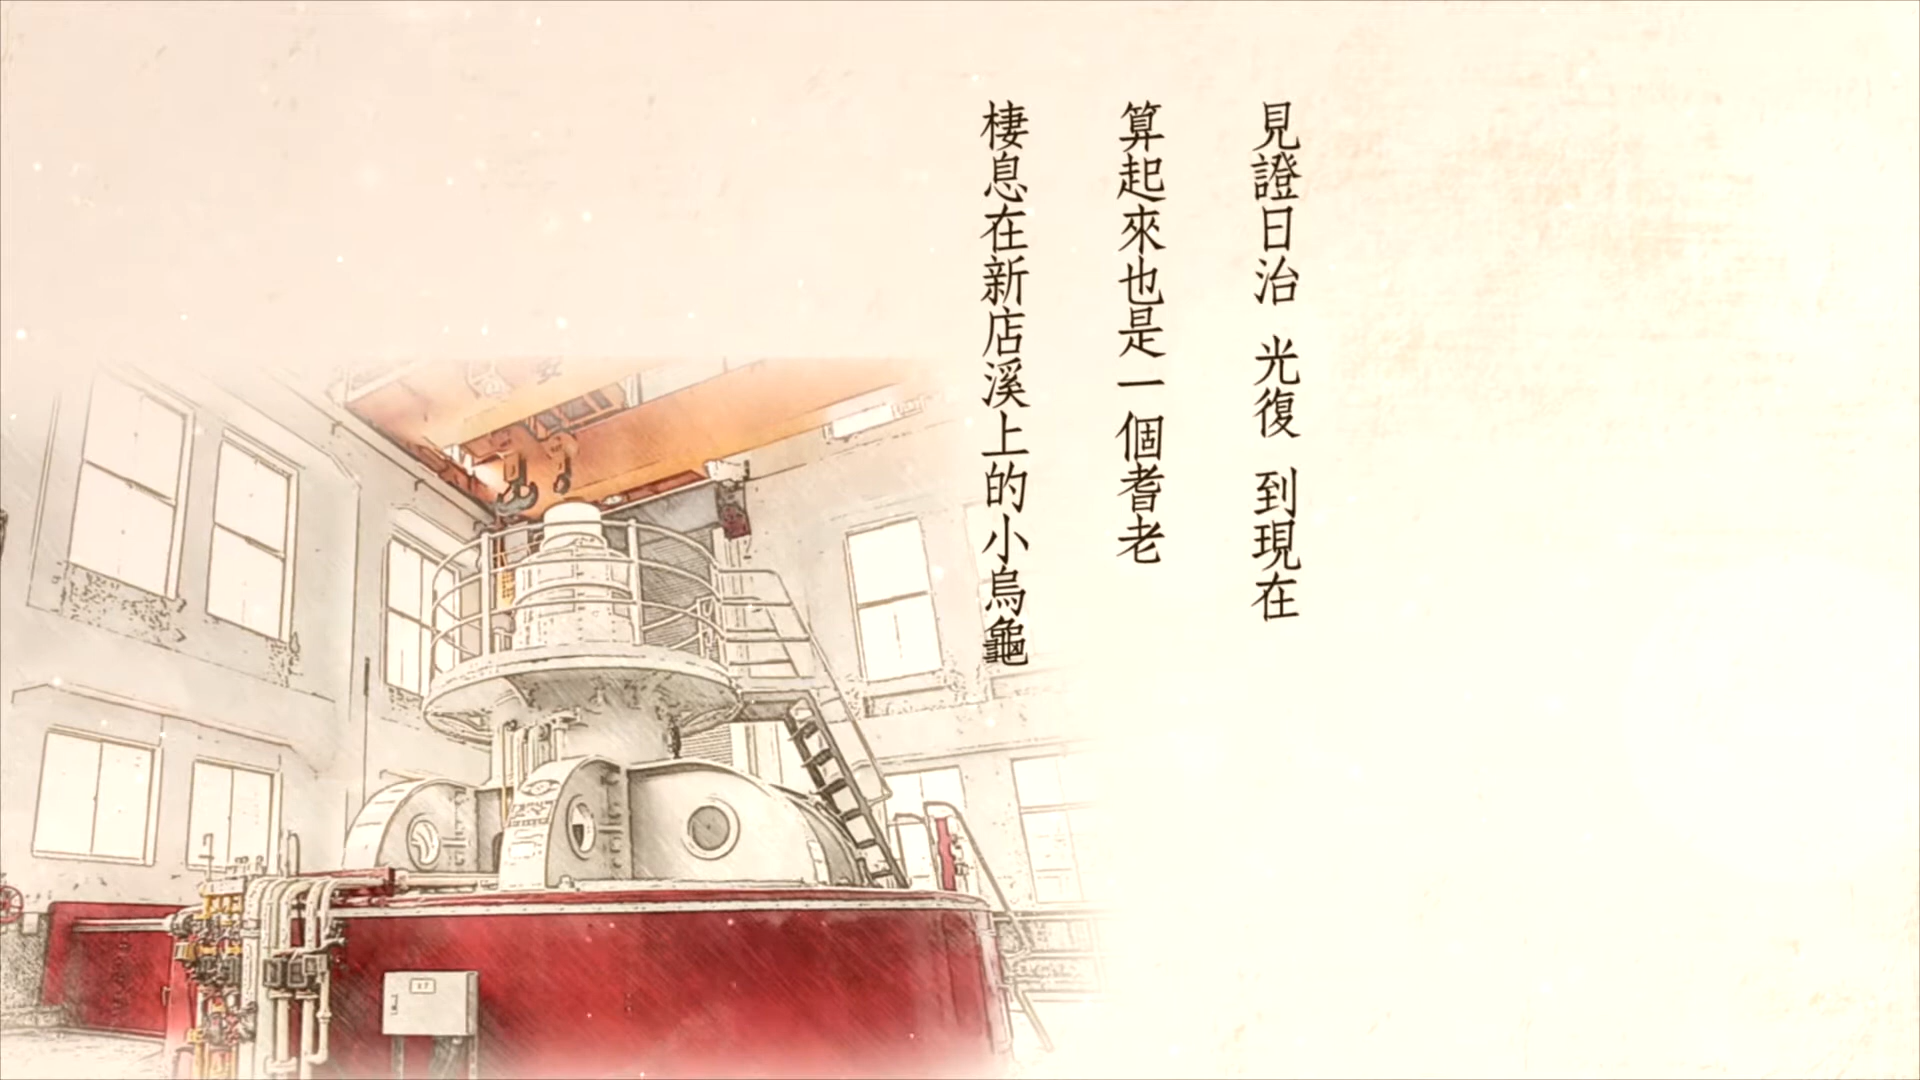 見證日治 光復 到現在
算起來也是一個耆老
棲息在新店溪上的小烏龜